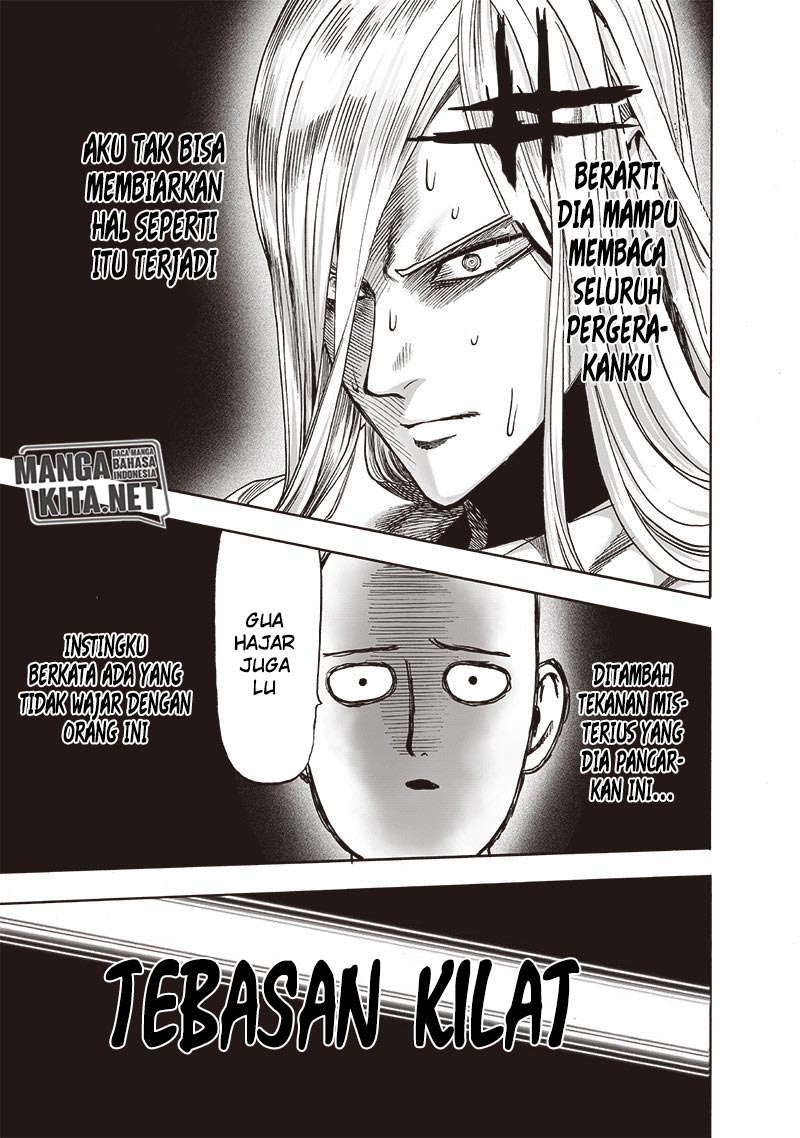 BERARTI
DIA MAMPU
MEMBACA
SELURUH
PERGERA-
KANKU
AKU TAK BISA
MEMBIARKAN
HAL SEPERTI
ITU TERJADI
MANGA
KITA.NET
BACA MANGA
BAHASA
INDONESIA
DITAMBAH
TEKANAN MIS-
TERIUS YANG
DIA PANCAR-
KAN INI...
GUA
HAJAR
JUGA
LU
INSTINGKU
BERKATA ADA YANG
TIDAK WAJAR DENGAN
ORANG INI
TEBASAN KILAT